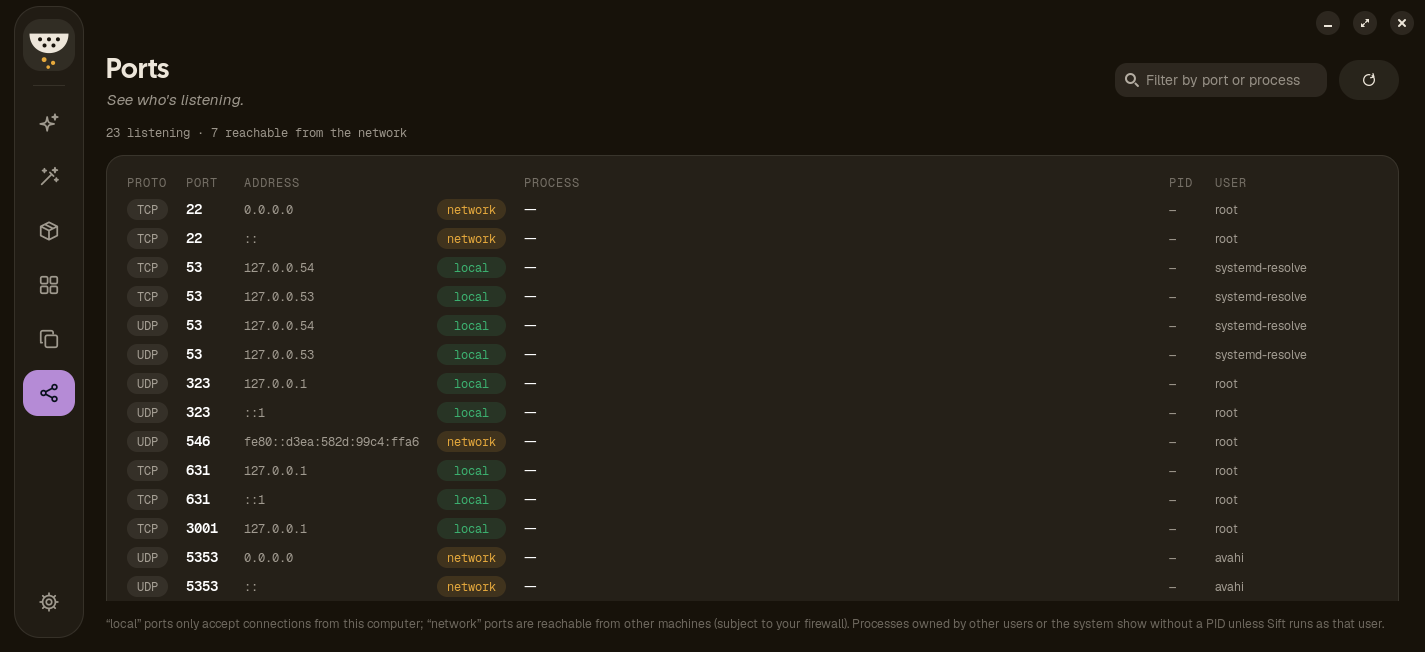 Ports
See who's listening.
Filter by port or process
23 listening · 7 reachable from the network
PROTO PORT ADDRESS PROCESS PID USER
TCP 22 0.0.0.0 network — – root
TCP 22 :: network — – root
TCP 53 127.0.0.54 local — – systemd-resolve
TCP 53 127.0.0.53 local — – systemd-resolve
UDP 53 127.0.0.54 local — – systemd-resolve
UDP 53 127.0.0.53 local — – systemd-resolve
UDP 323 127.0.0.1 local — – root
UDP 323 ::1 local — – root
UDP 546 fe80::d3ea:582d:99c4:ffa6 network — – root
TCP 631 127.0.0.1 local — – root
TCP 631 ::1 local — – root
TCP 3001 127.0.0.1 local — – root
UDP 5353 0.0.0.0 network — – avahi
UDP 5353 :: network — – avahi
“local” ports only accept connections from this computer; “network” ports are reachable from other machines (subject to your firewall). Processes owned by other users or the system show without a PID unless Sift runs as that user.